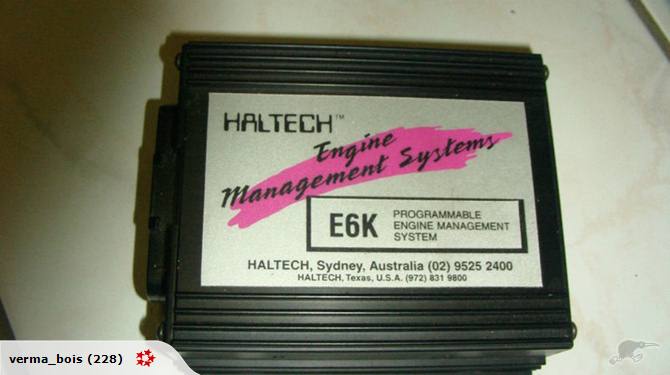 HALTECH™
Engine
Management Systems
E6K
PROGRAMMABLE
ENGINE MANAGEMENT
SYSTEM
HALTECH, Sydney, Australia (02) 9525 2400
HALTECH, Texas, U.S.A. (972) 831 9800
verma_bois (228)